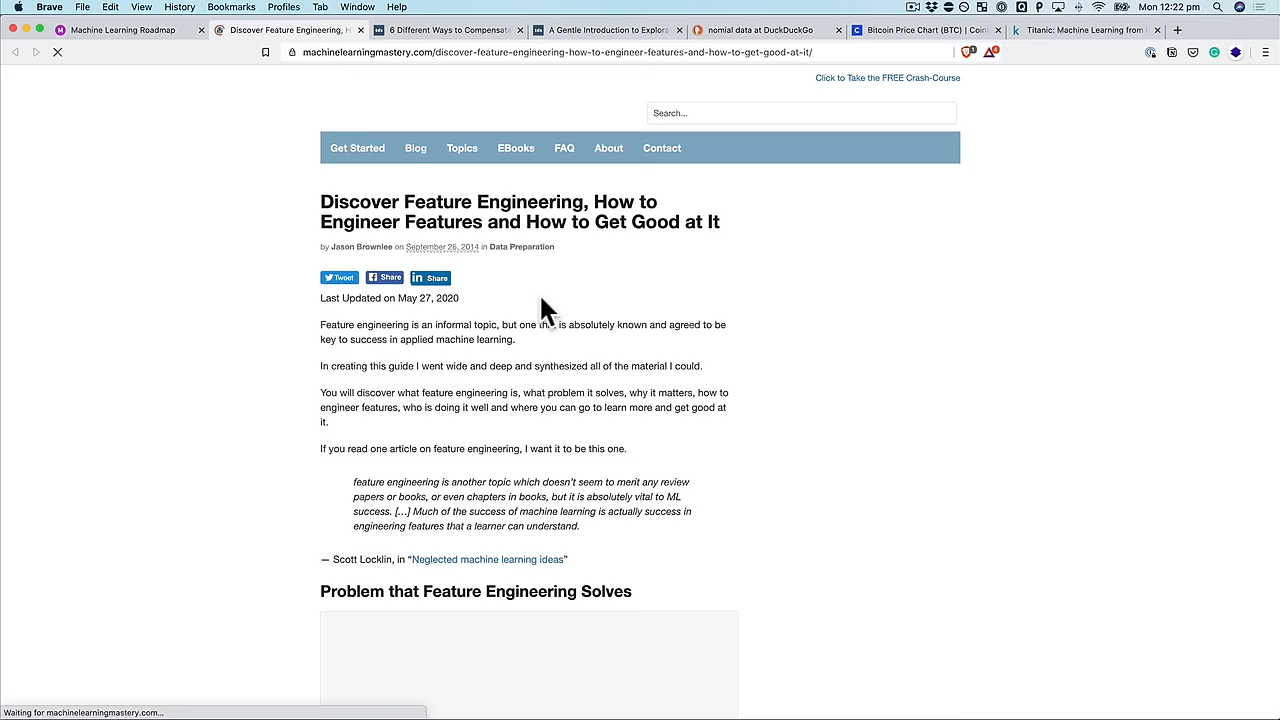 Brave File Edit View History Bookmarks Profiles Tab Window Help
Mon 12:22 pm
Machine Learning Roadmap
Discover Feature Engineering, H
6 Different Ways to Compensate
A Gentle Introduction to Explora
nomial data at DuckDuckGo
Bitcoin Price Chart (BTC) | Coin
Titanic: Machine Learning from
machinelearningmastery.com/discover-feature-engineering-how-to-engineer-features-and-how-to-get-good-at-it/
Click to Take the FREE Crash-Course
Search...
Get Started Blog Topics EBooks FAQ About Contact
Discover Feature Engineering, How to
Engineer Features and How to Get Good at It
by Jason Brownlee on September 26, 2014 in Data Preparation
Tweet Share Share
Last Updated on May 27, 2020
Feature engineering is an informal topic, but one is absolutely known and agreed to be
key to success in applied machine learning.
In creating this guide I went wide and deep and synthesized all of the material I could.
You will discover what feature engineering is, what problem it solves, why it matters, how to
engineer features, who is doing it well and where you can go to learn more and get good at
it.
If you read one article on feature engineering, I want it to be this one.
feature engineering is another topic which doesn't seem to merit any review
papers or books, or even chapters in books, but it is absolutely vital to ML
success. […] Much of the success of machine learning is actually success in
engineering features that a learner can understand.
— Scott Locklin, in “Neglected machine learning ideas”
Problem that Feature Engineering Solves
Waiting for machinelearningmastery.com...